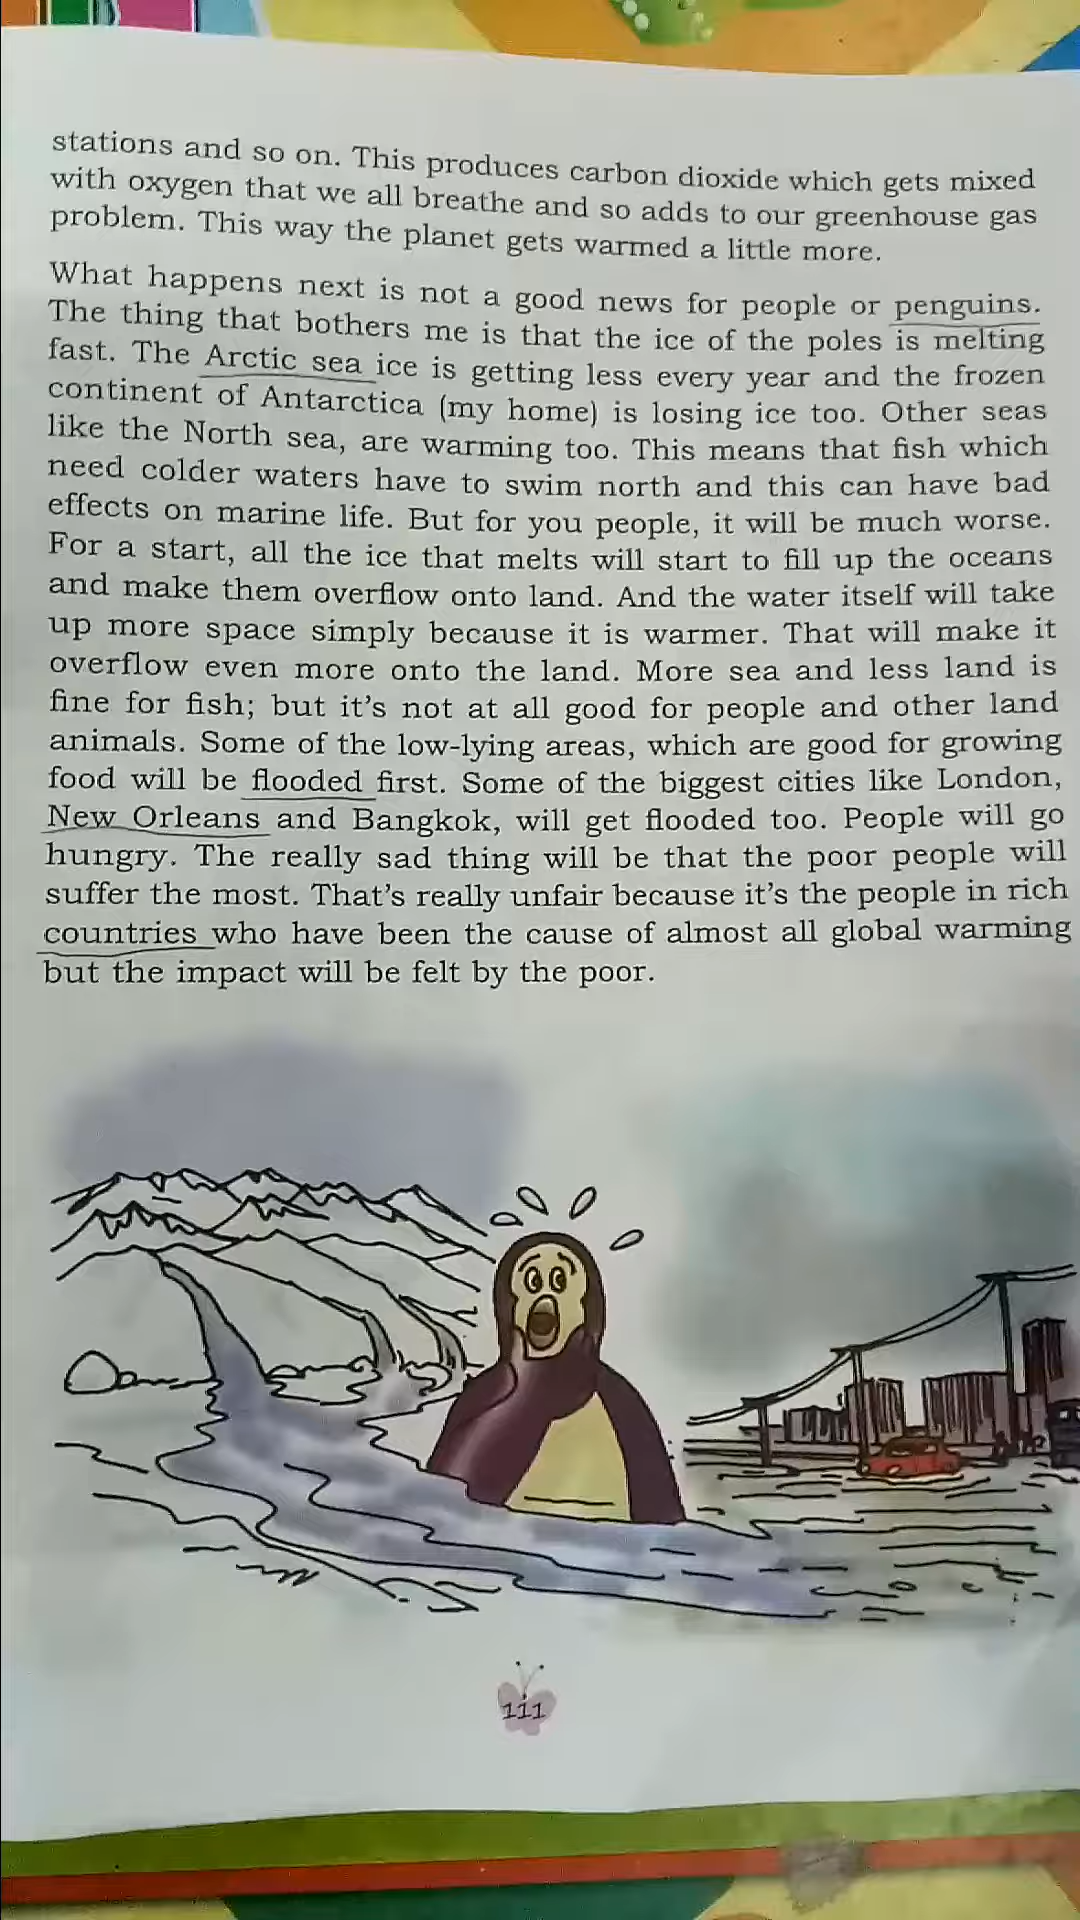 stations and so on. This produces carbon dioxide which gets mixed
with oxygen that we all breathe and so adds to our greenhouse gas
problem. This way the planet gets warmed a little more.
What happens next is not a good news for people or penguins.
The thing that bothers me is that the ice of the poles is melting
fast. The Arctic sea ice is getting less every year and the frozen
continent of Antarctica (my home) is losing ice too. Other seas
like the North sea, are warming too. This means that fish which
need colder waters have to swim north and this can have bad
effects on marine life. But for you people, it will be much worse.
For a start, all the ice that melts will start to fill up the oceans
and make them overflow onto land. And the water itself will take
up more space simply because it is warmer. That will make it
overflow even more onto the land. More sea and less land is
fine for fish; but it's not at all good for people and other land
animals. Some of the low-lying areas, which are good for growing
food will be flooded first. Some of the biggest cities like London,
New Orleans and Bangkok, will get flooded too. People will go
hungry. The really sad thing will be that the poor people will
suffer the most. That's really unfair because it's the people in rich
countries who have been the cause of almost all global warming
but the impact will be felt by the poor.
111